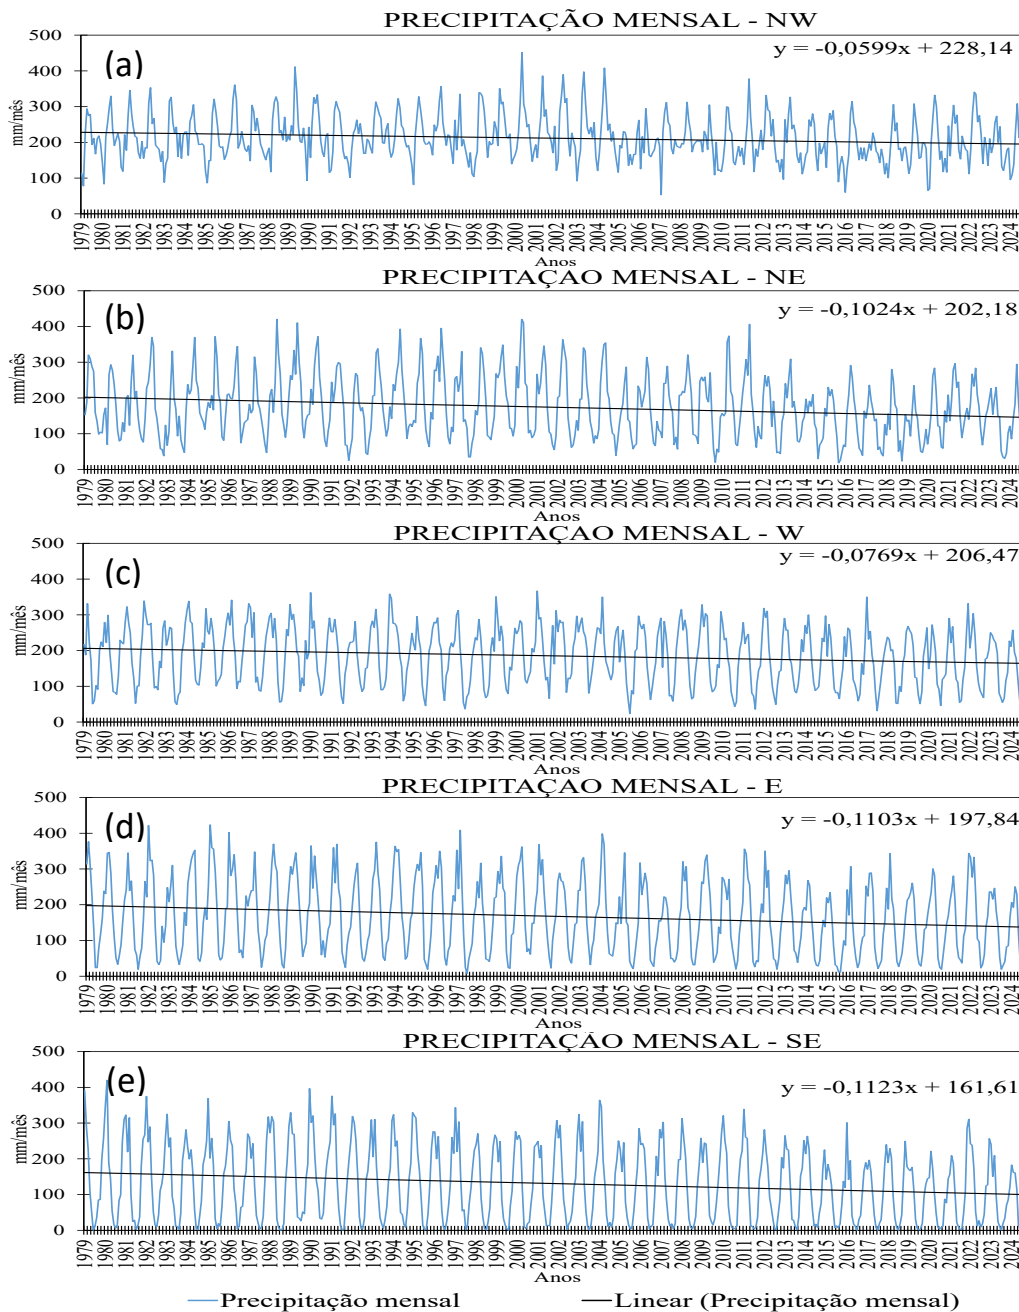 PRECIPITAÇÃO MENSAL - NW
(a)
y = -0,0599x + 228,14
mm/mês
500
400
300
200
100
0
1979 1980 1981 1982 1983 1984 1985 1986 1987 1988 1989 1990 1991 1992 1993 1994 1995 1996 1997 1998 1999 2000 2001 2002 2003 2004 2005 2006 2007 2008 2009 2010 2011 2012 2013 2014 2015 2016 2017 2018 2019 2020 2021 2022 2023 2024
Anos
PRECIPITAÇÃO MENSAL - NE
(b)
y = -0,1024x + 202,18
mm/mês
500
400
300
200
100
0
1979 1980 1981 1982 1983 1984 1985 1986 1987 1988 1989 1990 1991 1992 1993 1994 1995 1996 1997 1998 1999 2000 2001 2002 2003 2004 2005 2006 2007 2008 2009 2010 2011 2012 2013 2014 2015 2016 2017 2018 2019 2020 2021 2022 2023 2024
Anos
PRECIPITAÇÃO MENSAL - W
(c)
y = -0,0769x + 206,47
mm/mês
500
400
300
200
100
0
1979 1980 1981 1982 1983 1984 1985 1986 1987 1988 1989 1990 1991 1992 1993 1994 1995 1996 1997 1998 1999 2000 2001 2002 2003 2004 2005 2006 2007 2008 2009 2010 2011 2012 2013 2014 2015 2016 2017 2018 2019 2020 2021 2022 2023 2024
Anos
PRECIPITAÇÃO MENSAL - E
(d)
y = -0,1103x + 197,84
mm/mês
500
400
300
200
100
0
1979 1980 1981 1982 1983 1984 1985 1986 1987 1988 1989 1990 1991 1992 1993 1994 1995 1996 1997 1998 1999 2000 2001 2002 2003 2004 2005 2006 2007 2008 2009 2010 2011 2012 2013 2014 2015 2016 2017 2018 2019 2020 2021 2022 2023 2024
Anos
PRECIPITAÇÃO MENSAL - SE
(e)
y = -0,1123x + 161,61
mm/mês
500
400
300
200
100
0
1979 1980 1981 1982 1983 1984 1985 1986 1987 1988 1989 1990 1991 1992 1993 1994 1995 1996 1997 1998 1999 2000 2001 2002 2003 2004 2005 2006 2007 2008 2009 2010 2011 2012 2013 2014 2015 2016 2017 2018 2019 2020 2021 2022 2023 2024
Anos
Precipitação mensal
Linear (Precipitação mensal)